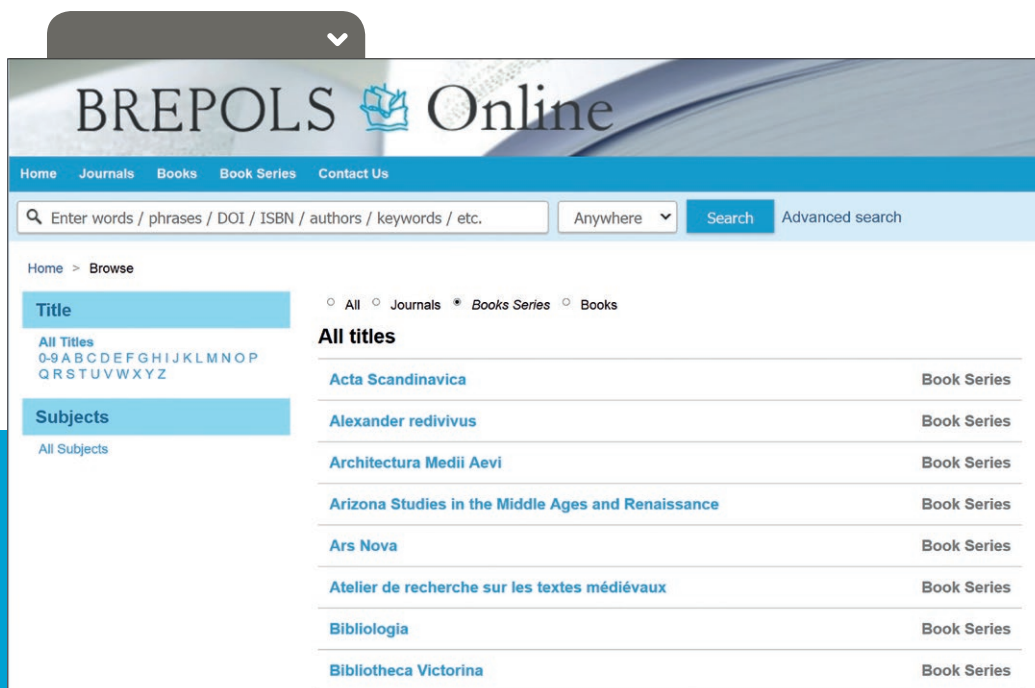 BREPOLS Online
Home Journals Books Book Series Contact Us
Enter words / phrases / DOI / ISBN / authors / keywords / etc. Anywhere Search Advanced search
Home > Browse
Title
All Titles
0-9 A B C D E F G H I J K L M N O P
Q R S T U V W X Y Z
Subjects
All Subjects
All Journals Books Series Books
All titles
Acta Scandinavica Book Series
Alexander redivivus Book Series
Architectura Medii Aevi Book Series
Arizona Studies in the Middle Ages and Renaissance Book Series
Ars Nova Book Series
Atelier de recherche sur les textes médiévaux Book Series
Bibliologia Book Series
Bibliotheca Victorina Book Series